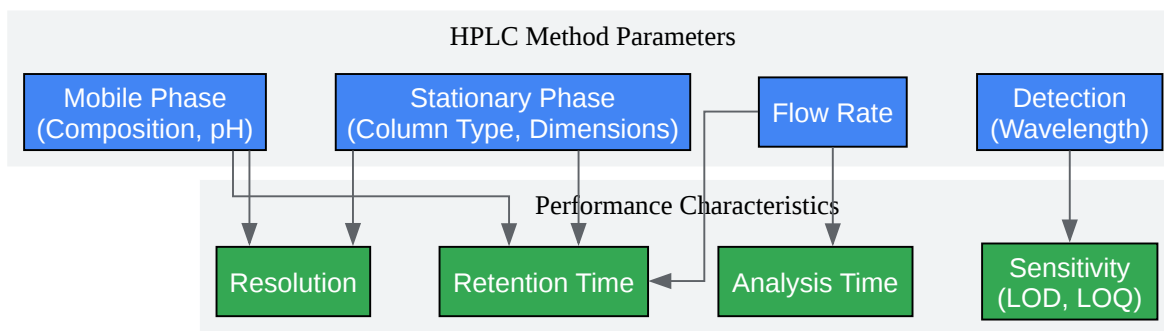 HPLC Method Parameters
Mobile Phase
(Composition, pH)
Stationary Phase
(Column Type, Dimensions)
Flow Rate
Detection
(Wavelength)
Performance Characteristics
Resolution
Retention Time
Analysis Time
Sensitivity
(LOD, LOQ)